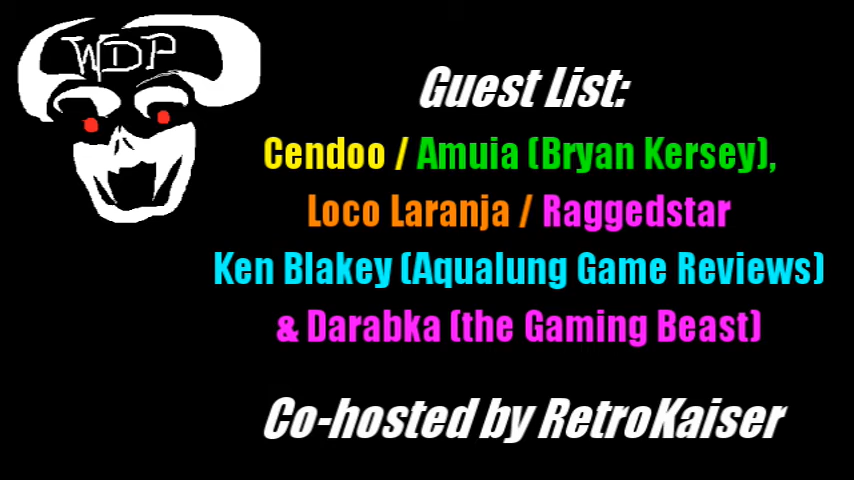 WDP
Guest List:
Cendoo / Amuia (Bryan Kersey),
Loco Laranja / Raggedstar
Ken Blakey (Aqualung Game Reviews)
& Darabka (the Gaming Beast)
Co-hosted by RetroKaiser